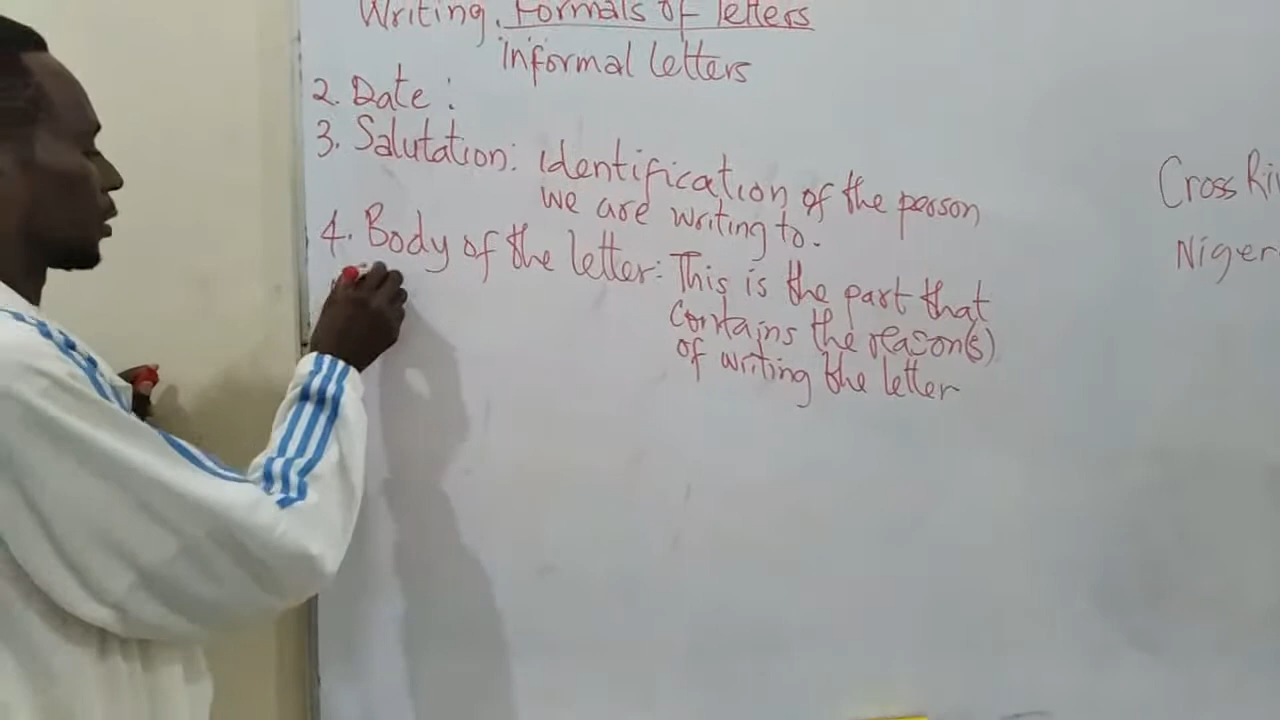 Writing. Formals of letters
Informal letters
2. Date :
3. Salutation: Identification of the person
we are writing to.
4. Body of the letter: This is the part that
contains the reason(s)
of writing the letter
Cross Ri
Niger